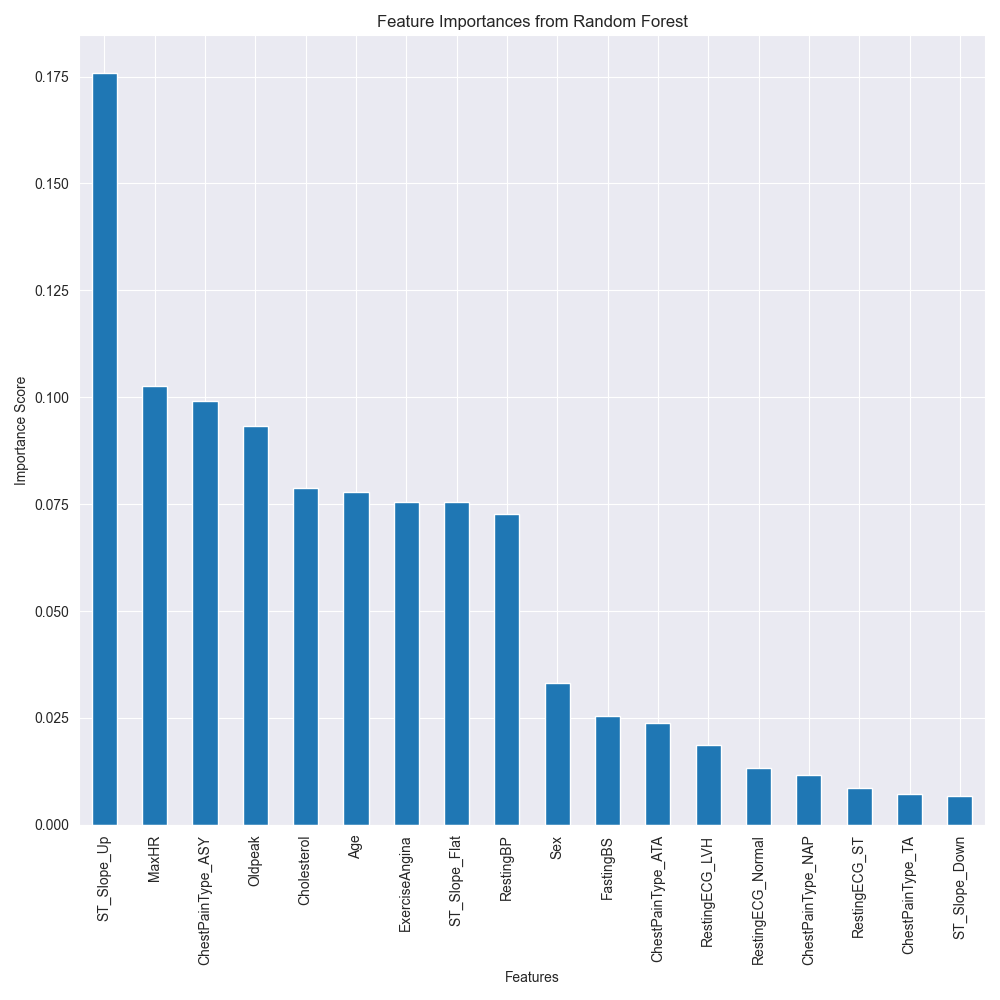 Feature Importances from Random Forest
Importance Score
0.175
0.150
0.125
0.100
0.075
0.050
0.025
0.000
ST_Slope_Up
MaxHR
ChestPainType_ASY
Oldpeak
Cholesterol
Age
ExerciseAngina
ST_Slope_Flat
RestingBP
Sex
FastingBS
ChestPainType_ATA
RestingECG_LVH
RestingECG_Normal
ChestPainType_NAP
RestingECG_ST
ChestPainType_TA
ST_Slope_Down
Features